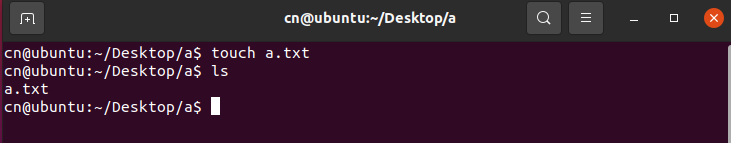 cn@ubuntu:~/Desktop/a
cn@ubuntu:~/Desktop/a$ touch a.txt
cn@ubuntu:~/Desktop/a$ ls
a.txt
cn@ubuntu:~/Desktop/a$